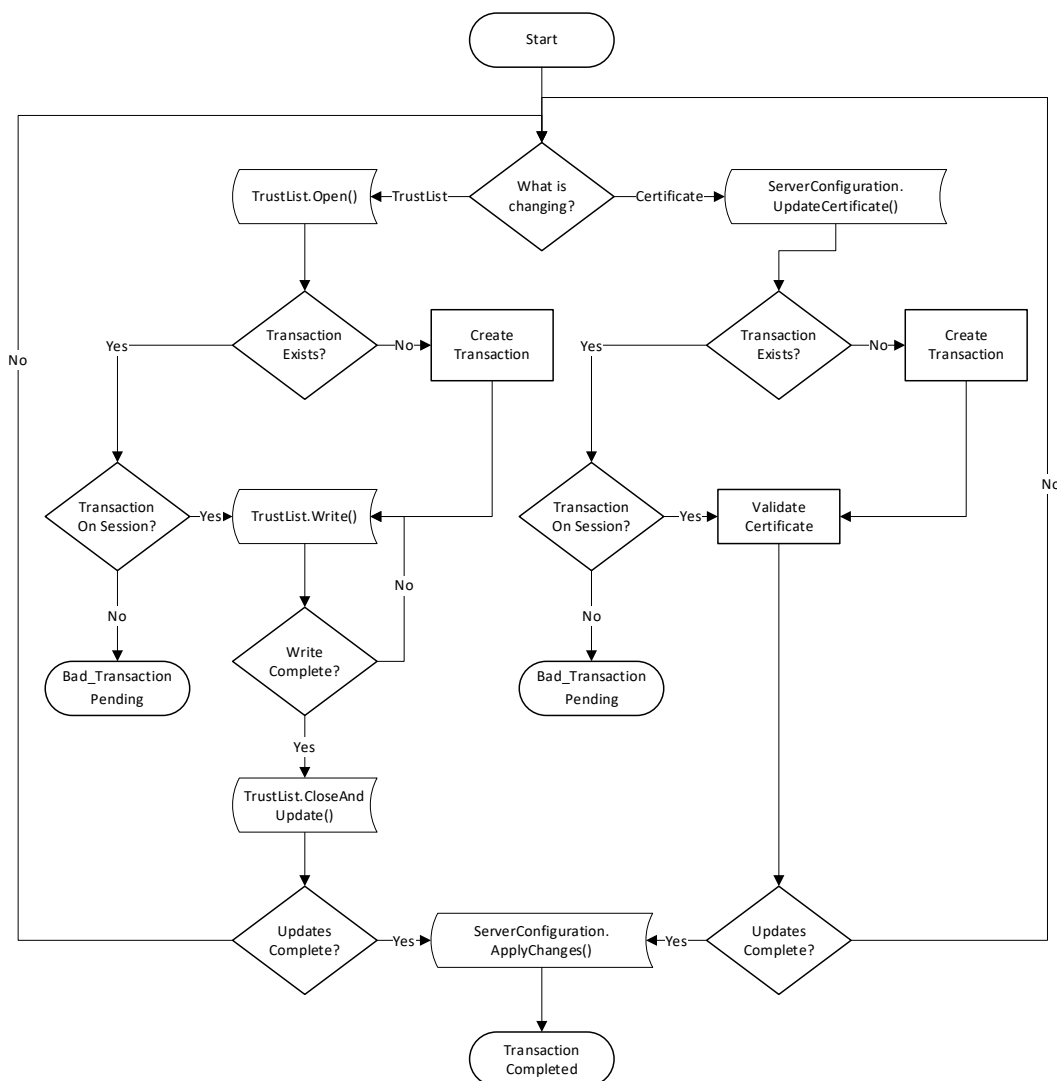 Start
What is
changing?
TrustList
TrustList.Open()
Certificate
ServerConfiguration.
UpdateCertificate()
Transaction
Exists?
No
Create
Transaction
Yes
Transaction
Exists?
No
Create
Transaction
Yes
No
No
Transaction
On Session?
Yes
TrustList.Write()
Transaction
On Session?
Yes
Validate
Certificate
No
No
No
Write
Complete?
Bad_Transaction
Pending
Bad_Transaction
Pending
Yes
TrustList.CloseAnd
Update()
Updates
Complete?
Yes
ServerConfiguration.
ApplyChanges()
Yes
Updates
Complete?
Transaction
Completed